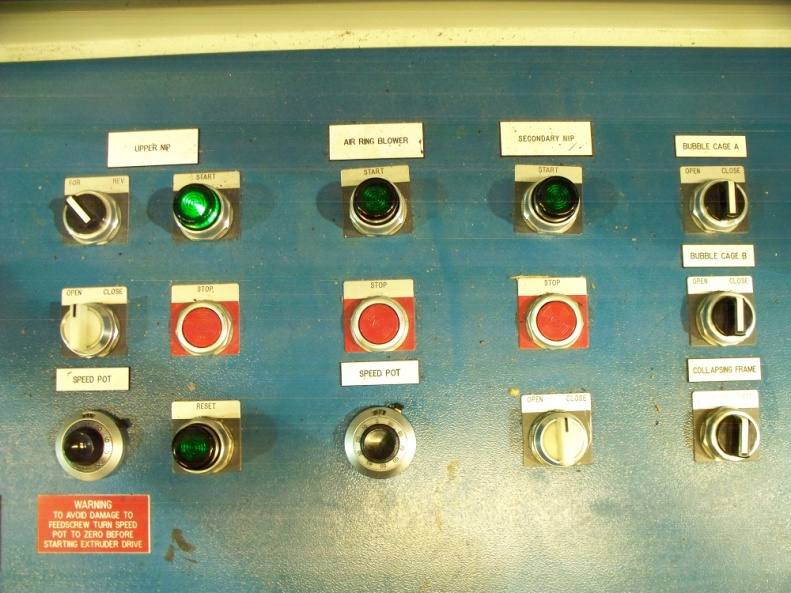 UPPER NIP
AIR RING BLOWER
SECONDARY NIP
BUBBLE CAGE A
FOR REV
START
START
START
OPEN CLOSE
BUBBLE CAGE B
OPEN CLOSE
STOP
STOP
STOP
OPEN CLOSE
SPEED POT
SPEED POT
COLLAPSING FRAME
RESET
OPEN CLOSE
WARNING
TO AVOID DAMAGE TO
FEEDSCREW TURN SPEED
POT TO ZERO BEFORE
STARTING EXTRUDER DRIVE